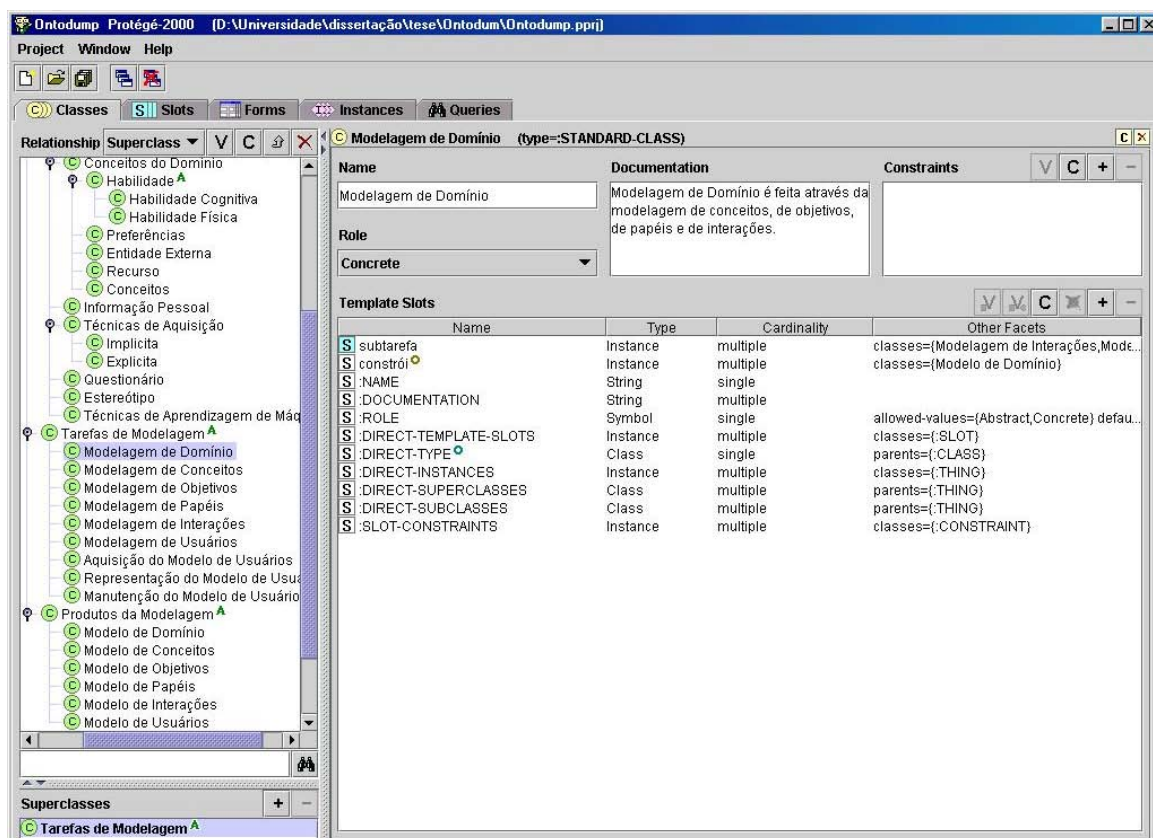 Ontodump Protégé-2000 (D:\Universidade\dissertação\tese\Ontodum\Ontodump.pprj)
Project Window Help
Classes Slots Forms Instances Queries
Relationship Superclass V C
Conceitos do Domínio
Habilidade A
Habilidade Cognitiva
Habilidade Física
Preferências
Entidade Externa
Recurso
Conceitos
Informação Pessoal
Técnicas de Aquisição
Implicita
Explicita
Questionário
Estereótipo
Técnicas de Aprendizagem de Máq
Tarefas de Modelagem A
Modelagem de Domínio
Modelagem de Conceitos
Modelagem de Objetivos
Modelagem de Papéis
Modelagem de Interações
Modelagem de Usuários
Aquisição do Modelo de Usuários
Representação do Modelo de Usuá
Manutenção do Modelo de Usuário
Produtos da Modelagem A
Modelo de Domínio
Modelo de Conceitos
Modelo de Objetivos
Modelo de Papéis
Modelo de Interações
Modelo de Usuários
Superclasses + −
Tarefas de Modelagem A
C Modelagem de Domínio (type=:STANDARD-CLASS) C ×
Name
Modelagem de Domínio
Role
Concrete
Documentation
Modelagem de Domínio é feita através da
modelagem de conceitos, de objetivos,
de papéis e de interações.
Constraints V C + −
Template Slots C + −
Name Type Cardinality Other Facets
S subtarefa Instance multiple classes={Modelagem de Interações,Mode...
S constrói Instance multiple classes={Modelo de Domínio}
S :NAME String single
S :DOCUMENTATION String multiple
S :ROLE Symbol single allowed-values={Abstract,Concrete} defau...
S :DIRECT-TEMPLATE-SLOTS Instance multiple classes={:SLOT}
S :DIRECT-TYPE Class single parents={:CLASS}
S :DIRECT-INSTANCES Instance multiple classes={:THING}
S :DIRECT-SUPERCLASSES Class multiple parents={:THING}
S :DIRECT-SUBCLASSES Class multiple parents={:THING}
S :SLOT-CONSTRAINTS Instance multiple classes={:CONSTRAINT}